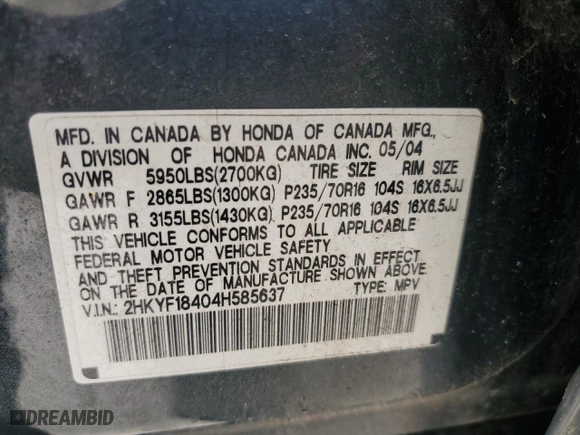 MFD. IN CANADA BY HONDA OF CANADA MFG.,
A DIVISION OF HONDA CANADA INC. 05/04
GVWR 5950LBS(2700KG) TIRE SIZE RIM SIZE
GAWR F 2865LBS(1300KG) P235/70R16 104S 16X6.5JJ
GAWR R 3155LBS(1430KG) P235/70R16 104S 16X6.5JJ
THIS VEHICLE CONFORMS TO ALL APPLICABLE
FEDERAL MOTOR VEHICLE SAFETY
AND THEFT PREVENTION STANDARDS IN EFFECT
ON THE DATE OF MANUFACTURE SHOWN ABOVE.
V.I.N.: 2HKYF18404H585637 TYPE: MPV
DREAMBID